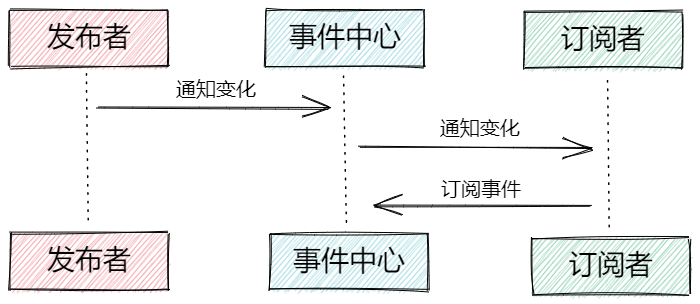 发布者
事件中心
订阅者
通知变化
通知变化
订阅事件
发布者
事件中心
订阅者